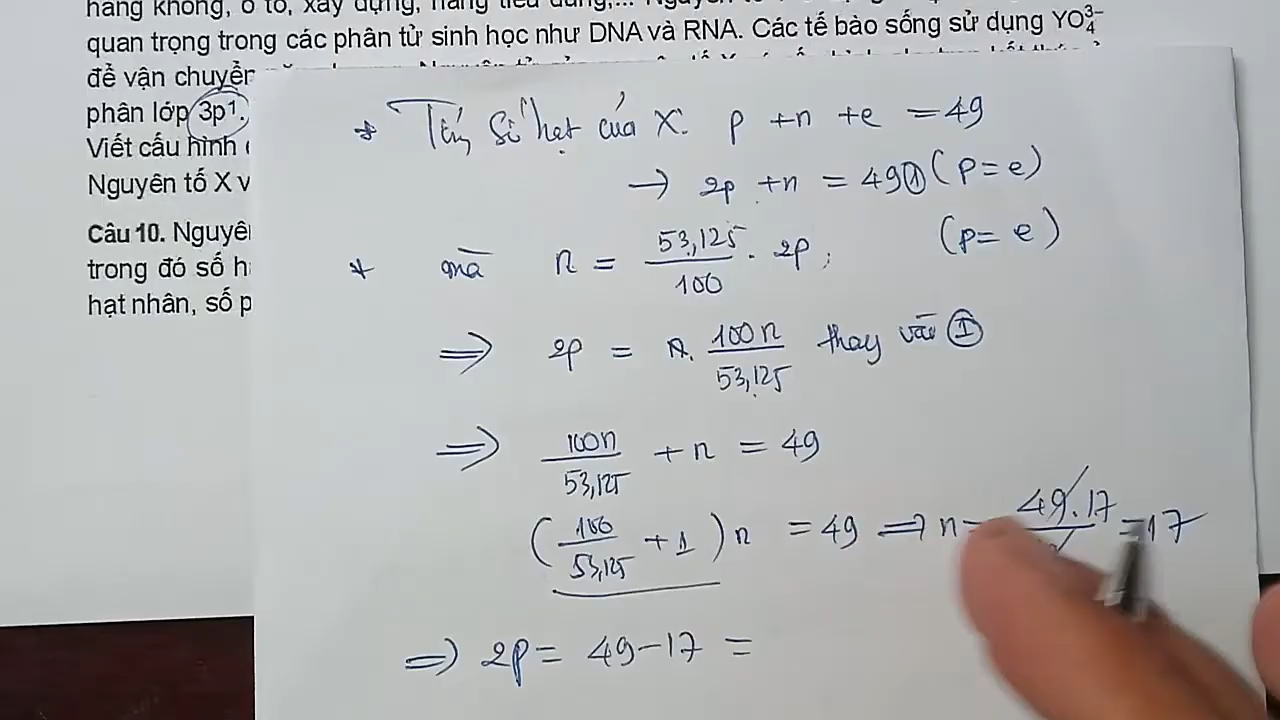 hàng không, ô tô, xây dựng, hàng tiêu dùng,...
quan trọng trong các phân tử sinh học như DNA và RNA. Các tế bào sống sử dụng YO₄³⁻
để vận chuyển
phân lớp 3p¹.
Viết cấu hình
Nguyên tố X v
Câu 10. Nguyê
trong đó số h
hạt nhân, số p
* Tổng số hạt của X. p + n + e = 49
→ 2p + n = 49 ① (p = e)
* mà n = 53,125/100 . 2p; (p = e)
⇒ 2p = 100n/53,125 thay vào Ⓘ
⇒ 100n/53,125 + n = 49
(100/53,125 + 1) n = 49 ⇒ n = 49.17 = 17
⇒ 2p = 49 - 17 =